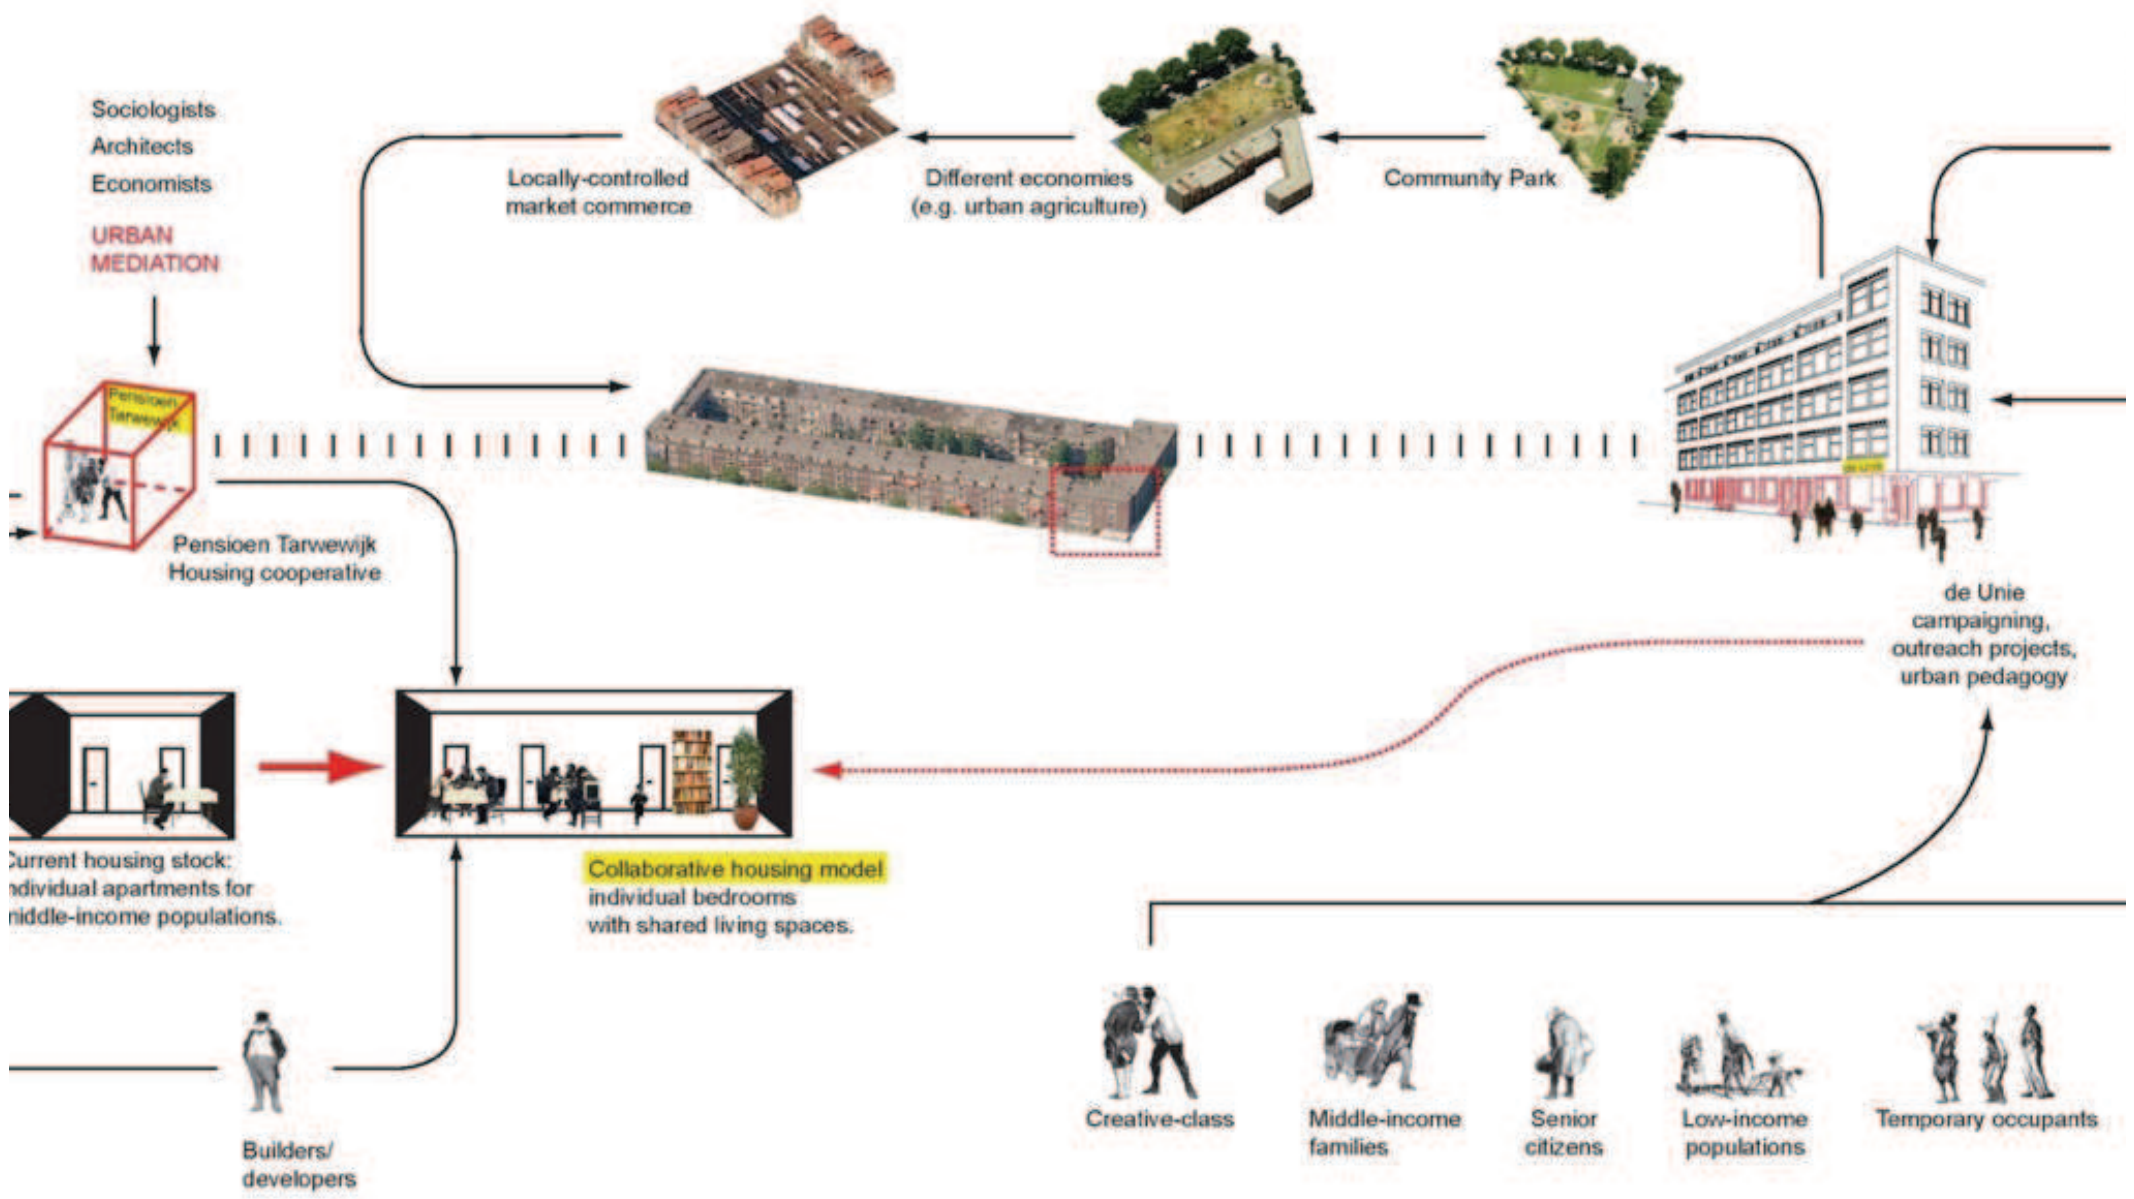 Sociologists
Architects
Economists
URBAN
MEDIATION
Locally-controlled
market commerce
Different economies
(e.g. urban agriculture)
Community Park
Pensioen
Tarwewijk
Pensioen Tarwewijk
Housing cooperative
de Unie
de Unie
campaigning,
outreach projects,
urban pedagogy
Current housing stock:
ndividual apartments for
niddle-income populations.
Collaborative housing model
individual bedrooms
with shared living spaces.
Builders/
developers
Creative-class
Middle-income
families
Senior
citizens
Low-income
populations
Temporary occupants